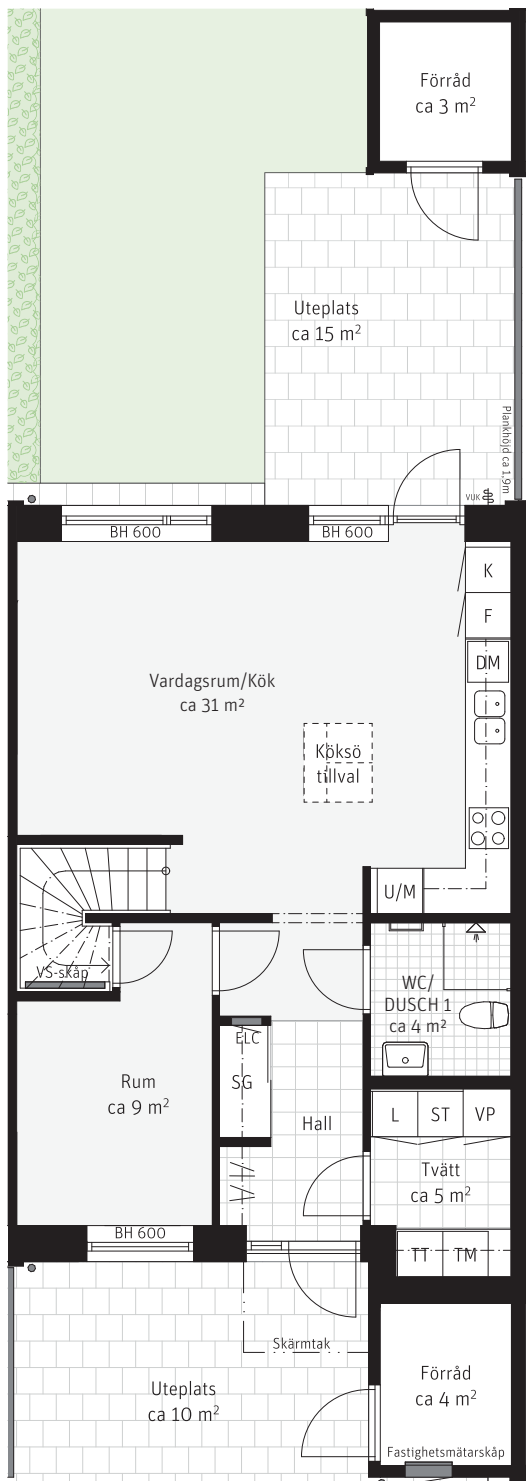 Förråd
ca 3 m²
Uteplats
ca 15 m²
Plankhöjd ca 1.9m
VUK
BH 600
BH 600
K
F
DM
Vardagsrum/Kök
ca 31 m²
Köksö
tillval
U/M
VS-skåp
WC/
DUSCH 1
ca 4 m²
ELC
SG
Rum
ca 9 m²
Hall
L
ST
VP
Tvätt
ca 5 m²
BH 600
TT
TM
Skärmtak
Uteplats
ca 10 m²
Förråd
ca 4 m²
Fastighetsmätarskåp